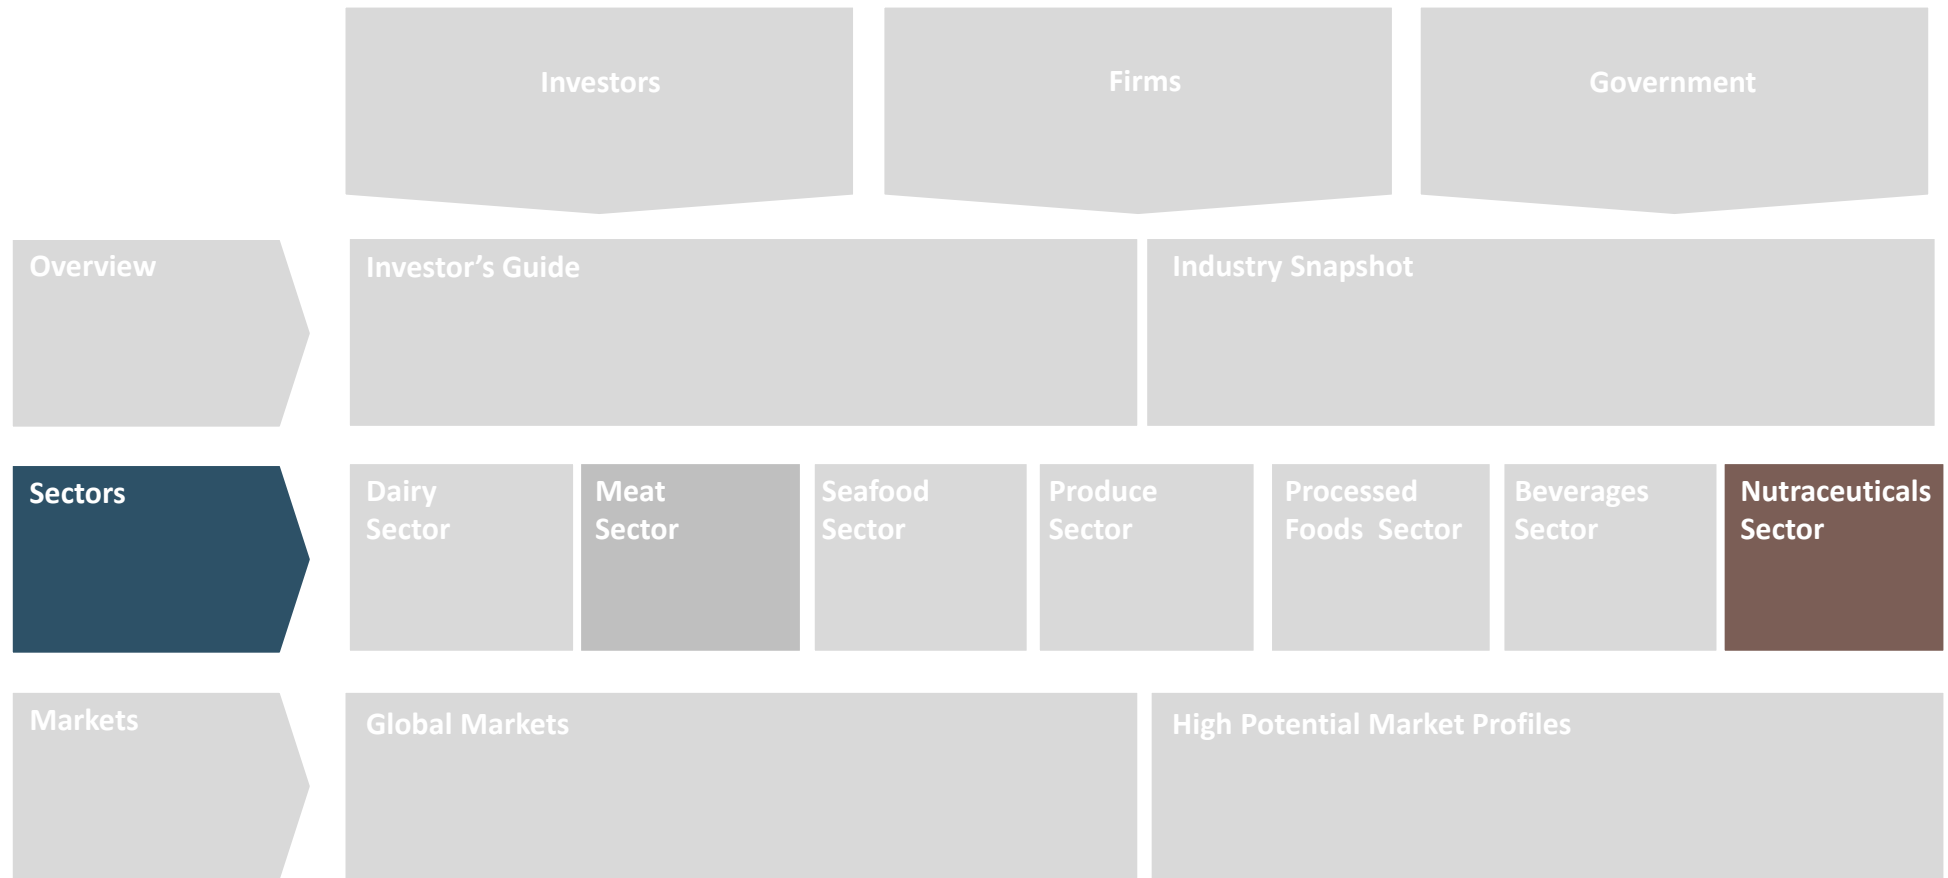 Investors
Firms
Government
Overview
Investor’s Guide
Industry Snapshot
Sectors
Dairy
Sector
Meat
Sector
Seafood
Sector
Produce
Sector
Processed
Foods  Sector
Beverages
Sector
Nutraceuticals
Sector
Markets
Global Markets
High Potential Market Profiles